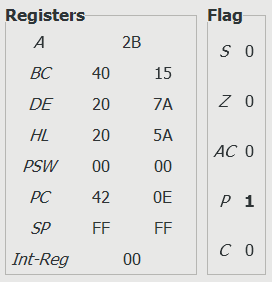 Registers Flag
A 2B
S 0
BC 40 15
DE 20 7A
Z 0
HL 20 5A
AC 0
PSW 00 00
PC 42 0E
P 1
SP FF FF
C 0
Int-Reg 00